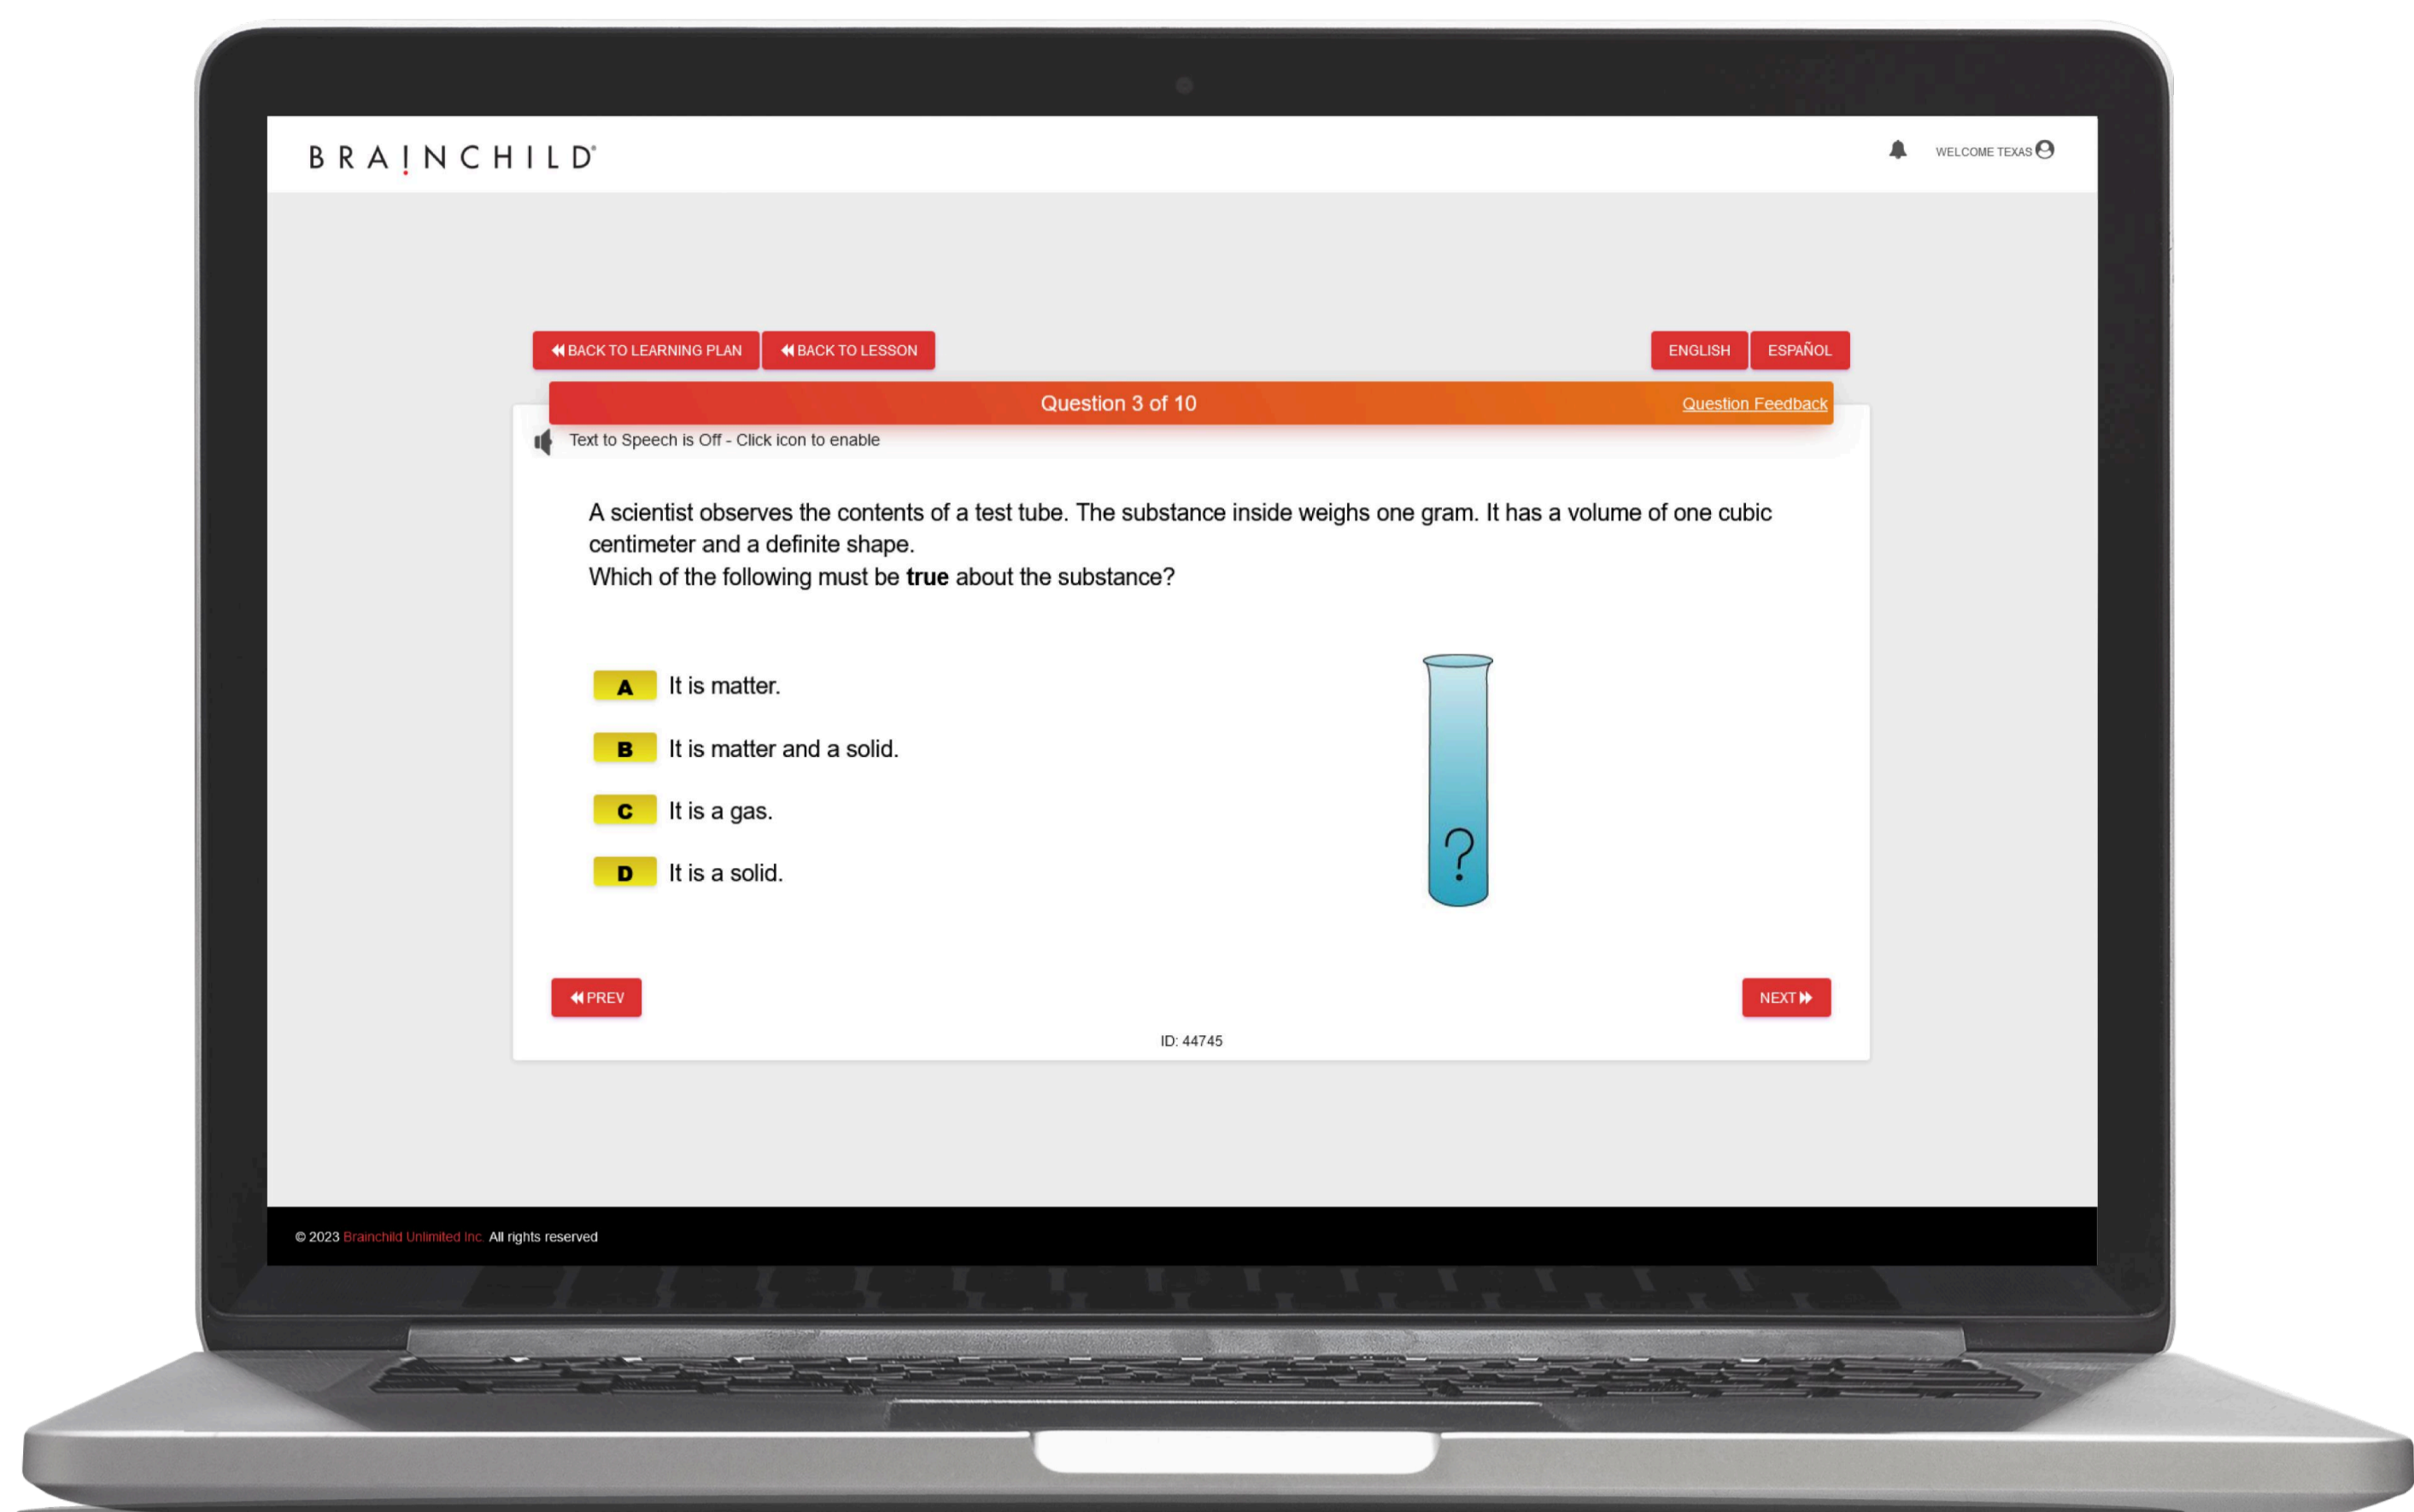 BRA!NCHILD®
WELCOME TEXAS
BACK TO LEARNING PLAN
BACK TO LESSON
ENGLISH
ESPAÑOL
Question 3 of 10
Question Feedback
Text to Speech is Off - Click icon to enable
A scientist observes the contents of a test tube. The substance inside weighs one gram. It has a volume of one cubic
centimeter and a definite shape.
Which of the following must be true about the substance?
A It is matter.
B It is matter and a solid.
C It is a gas.
D It is a solid.
?
PREV
NEXT
ID: 44745
© 2023 Brainchild Unlimited Inc. All rights reserved